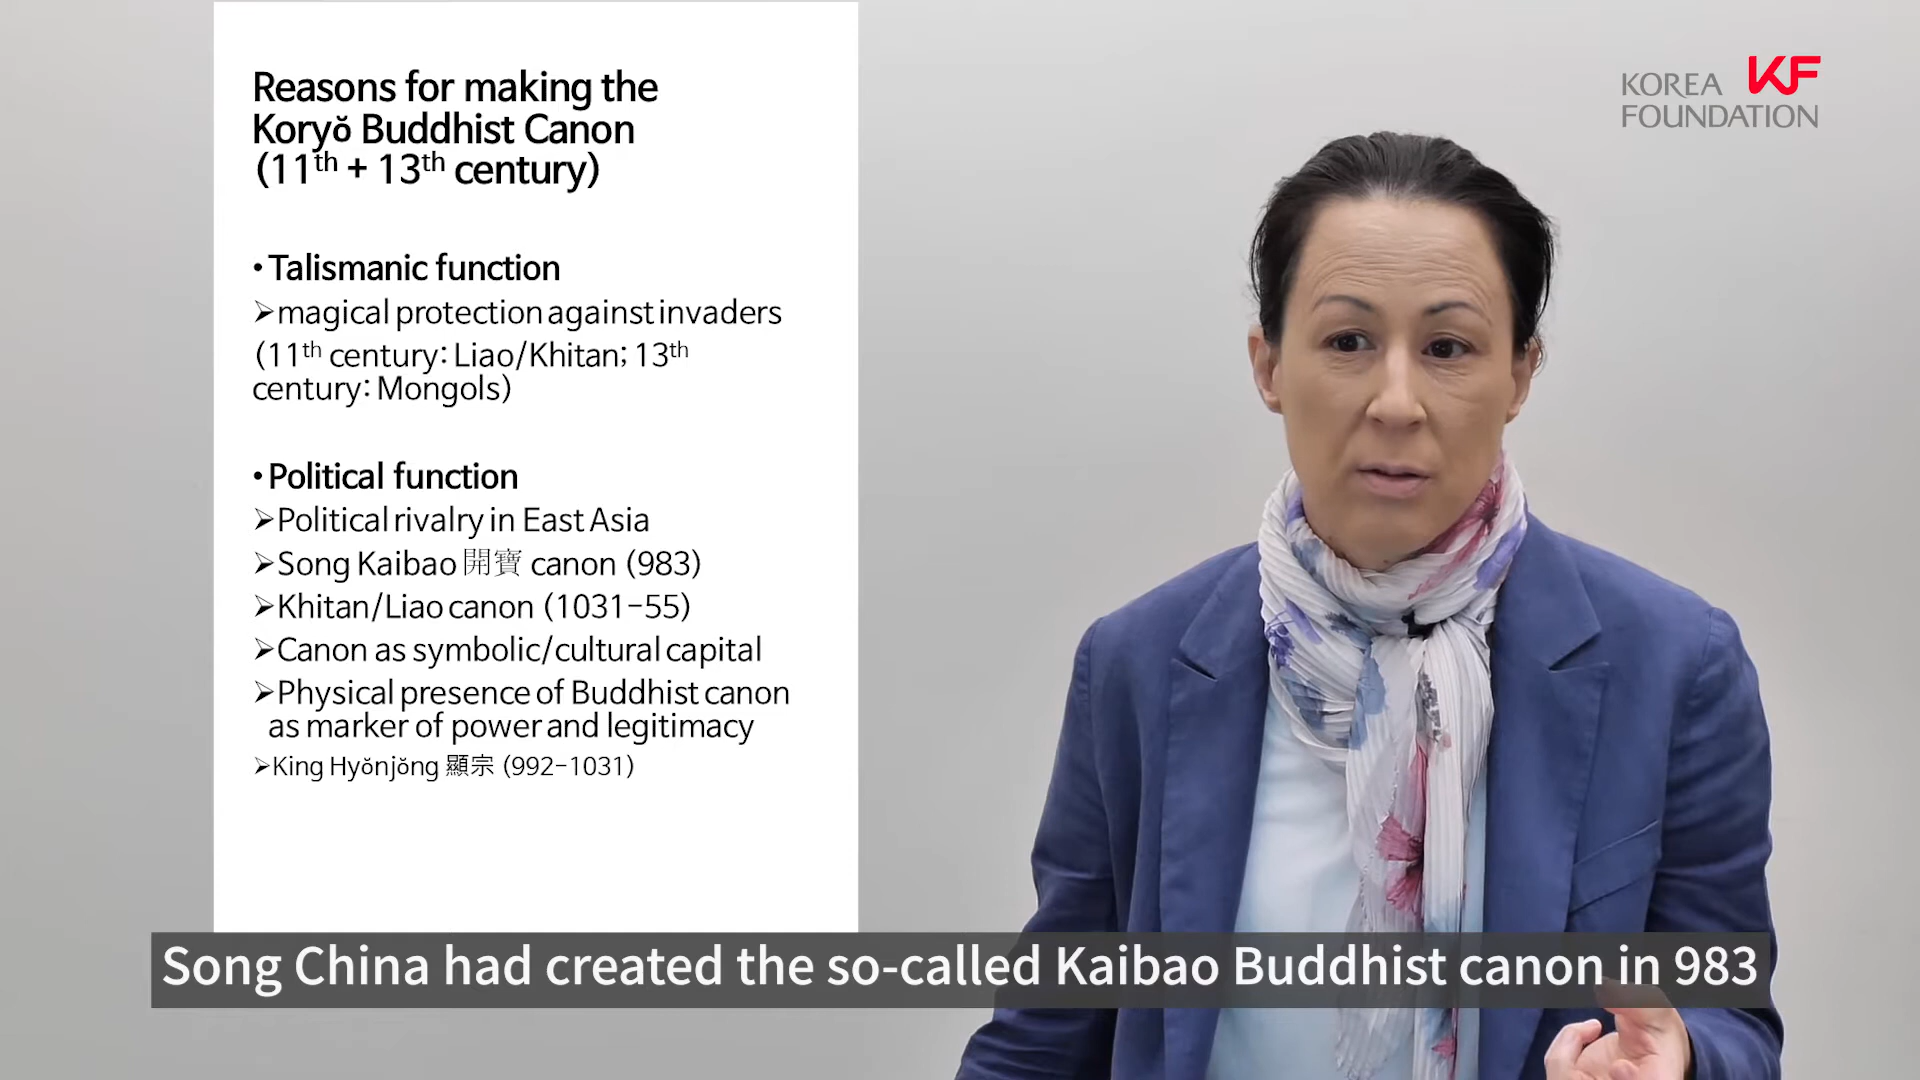 Reasons for making the
Koryŏ Buddhist Canon
(11th + 13th century)
• Talismanic function
➢magical protection against invaders
(11th century: Liao/Khitan; 13th
century: Mongols)
• Political function
➢Political rivalry in East Asia
➢Song Kaibao 開寶 canon (983)
➢Khitan/Liao canon (1031-55)
➢Canon as symbolic/cultural capital
➢Physical presence of Buddhist canon
as marker of power and legitimacy
➢King Hyŏnjŏng 顯宗 (992-1031)
KOREA KF
FOUNDATION
Song China had created the so-called Kaibao Buddhist canon in 983